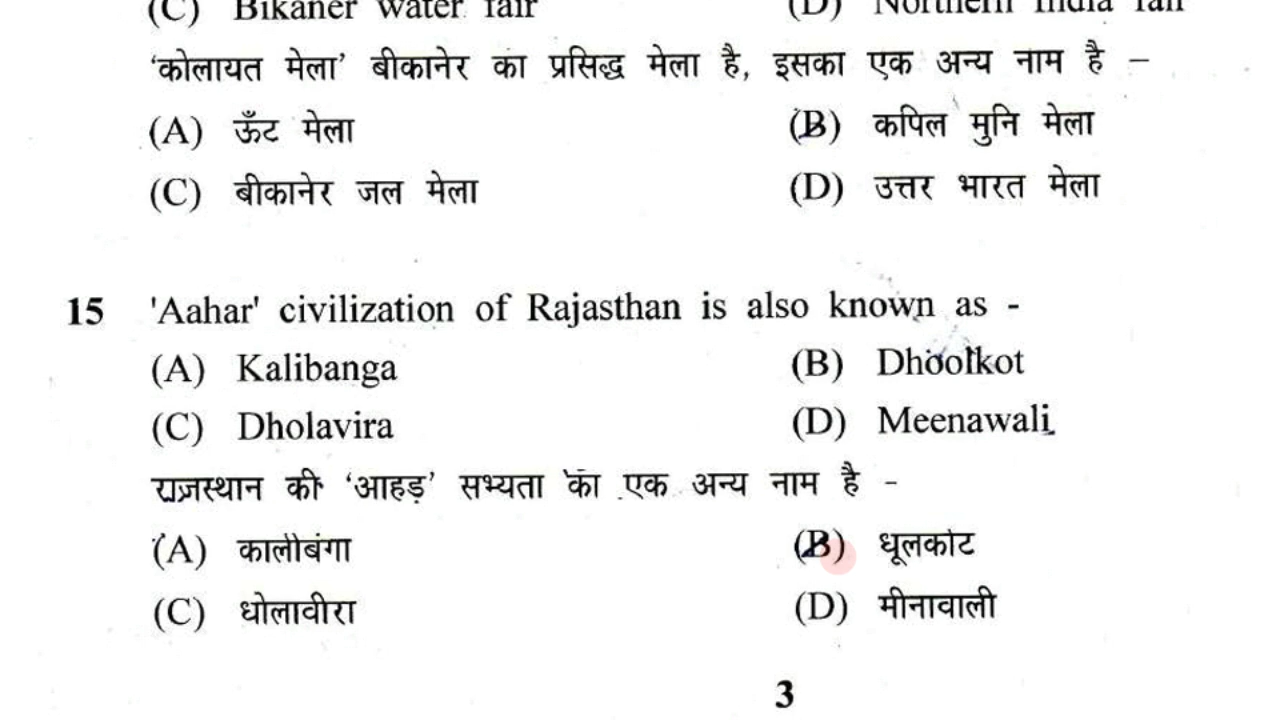 (C) Bikaner water fair (D) Northern India fair
‘कोलायत मेला’ बीकानेर का प्रसिद्ध मेला है, इसका एक अन्य नाम है –
(A) ऊँट मेला (B) कपिल मुनि मेला
(C) बीकानेर जल मेला (D) उत्तर भारत मेला
15 'Aahar' civilization of Rajasthan is also known as -
(A) Kalibanga (B) Dhoolkot
(C) Dholavira (D) Meenawali
राजस्थान की ‘आहड़’ सभ्यता का एक अन्य नाम है -
(A) कालीबंगा (B) धूलकोट
(C) धोलावीरा (D) मीनावाली
3